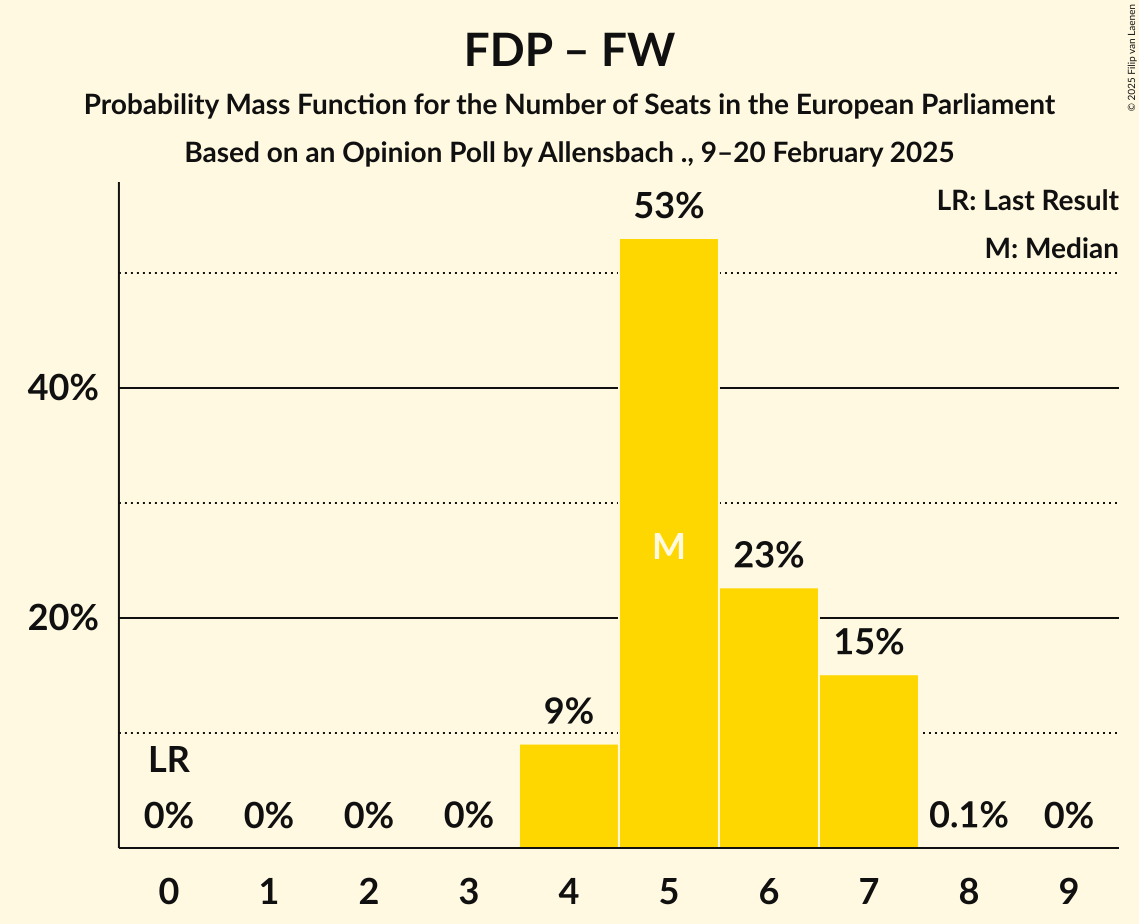 FDP – FW
Probability Mass Function for the Number of Seats in the European Parliament
Based on an Opinion Poll by Allensbach ., 9–20 February 2025
© 2025 Filip van Laenen
LR: Last Result
M: Median
53%
40%
M
23%
20%
15%
9%
LR
0% 0% 0% 0% 0.1% 0%
0 1 2 3 4 5 6 7 8 9